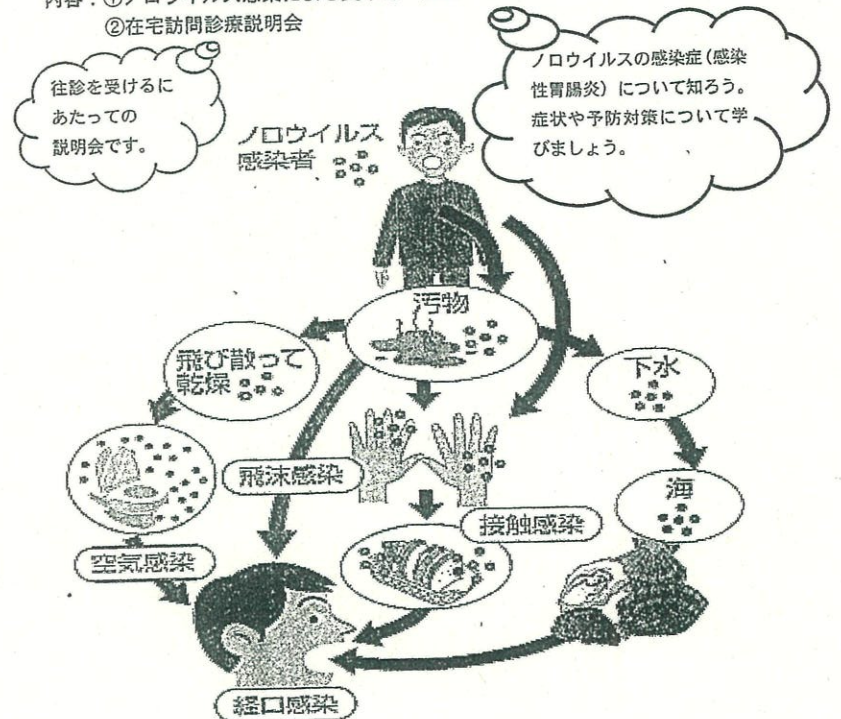 ②在宅訪問診療説明会
往診を受けるに
あたっての
説明会です。
ノロウイルスの感染症（感染
性胃腸炎）について知ろう。
症状や予防対策について学
びましょう。
ノロウイルス
感染者
汚物
飛び散って
乾燥
下水
飛沫感染
海
接触感染
空気感染
経口感染